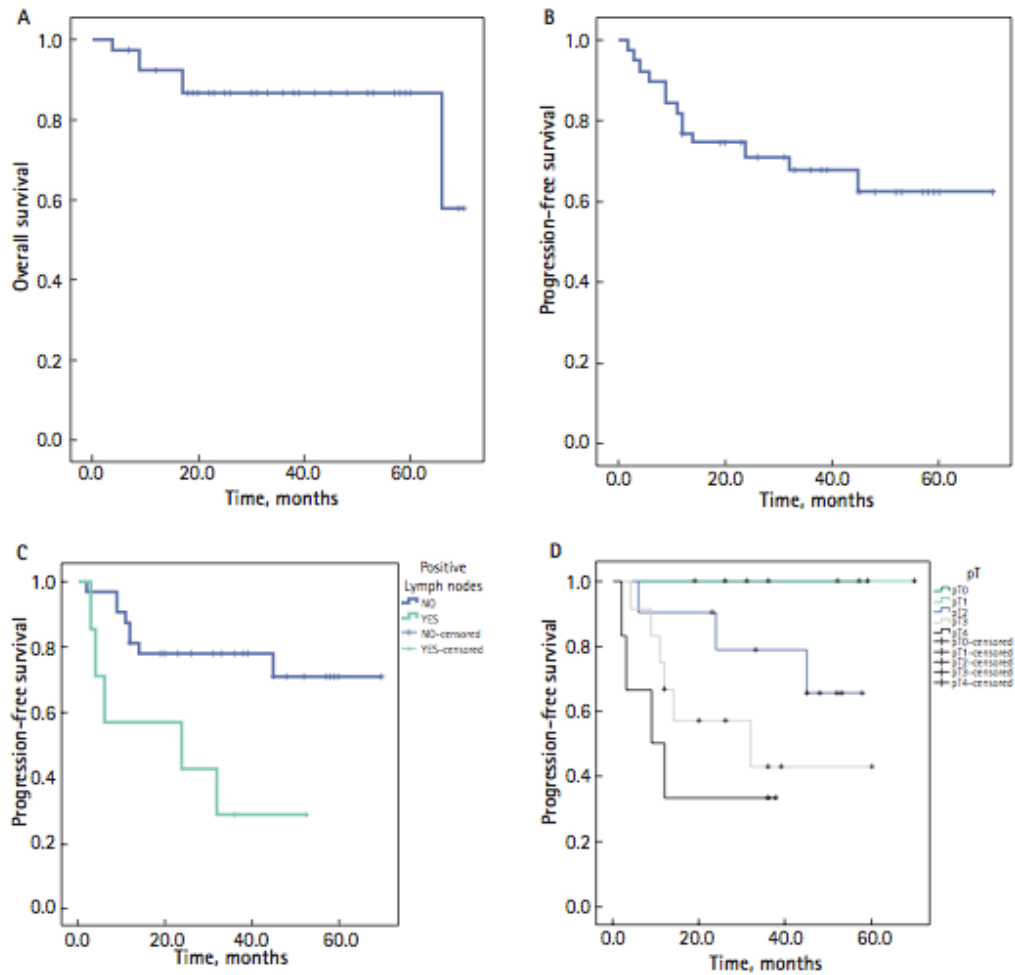 A
1.0
0.8
0.6
0.4
0.2
0.0
Overall survival
0.0 20.0 40.0 60.0
Time, months
B
1.0
0.8
0.6
0.4
0.2
0.0
Progression-free survival
0.0 20.0 40.0 60.0
Time, months
C
1.0
0.8
0.6
0.4
0.2
0.0
Progression-free survival
0.0 20.0 40.0 60.0
Time, months
Positive
Lymph nodes
NO
YES
NO-censored
YES-censored
D
1.0
0.8
0.6
0.4
0.2
0.0
Progression-free survival
0.0 20.0 40.0 60.0
Time, months
pT
pT0
pT1
pT2
pT3
pT4
pT0-censored
pT1-censored
pT2-censored
pT3-censored
pT4-censored